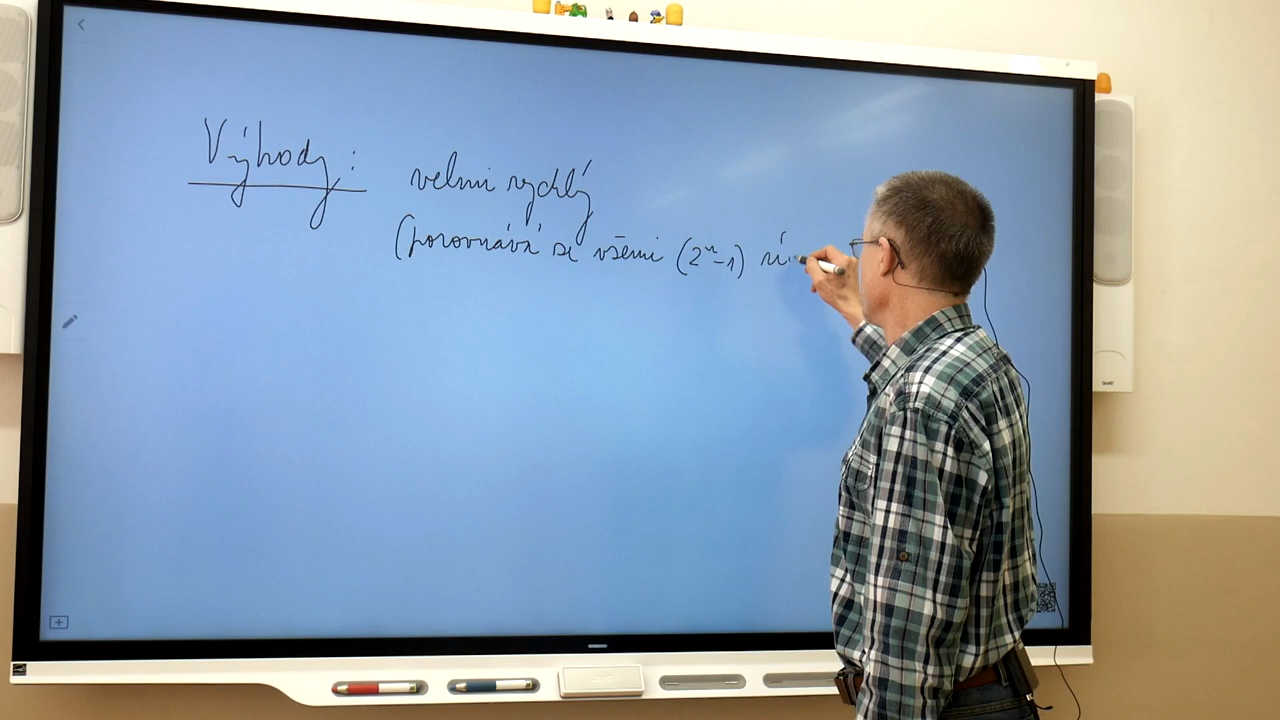 Výhody: velmi rychlý
(porovnává se všemi (2ⁿ-1)